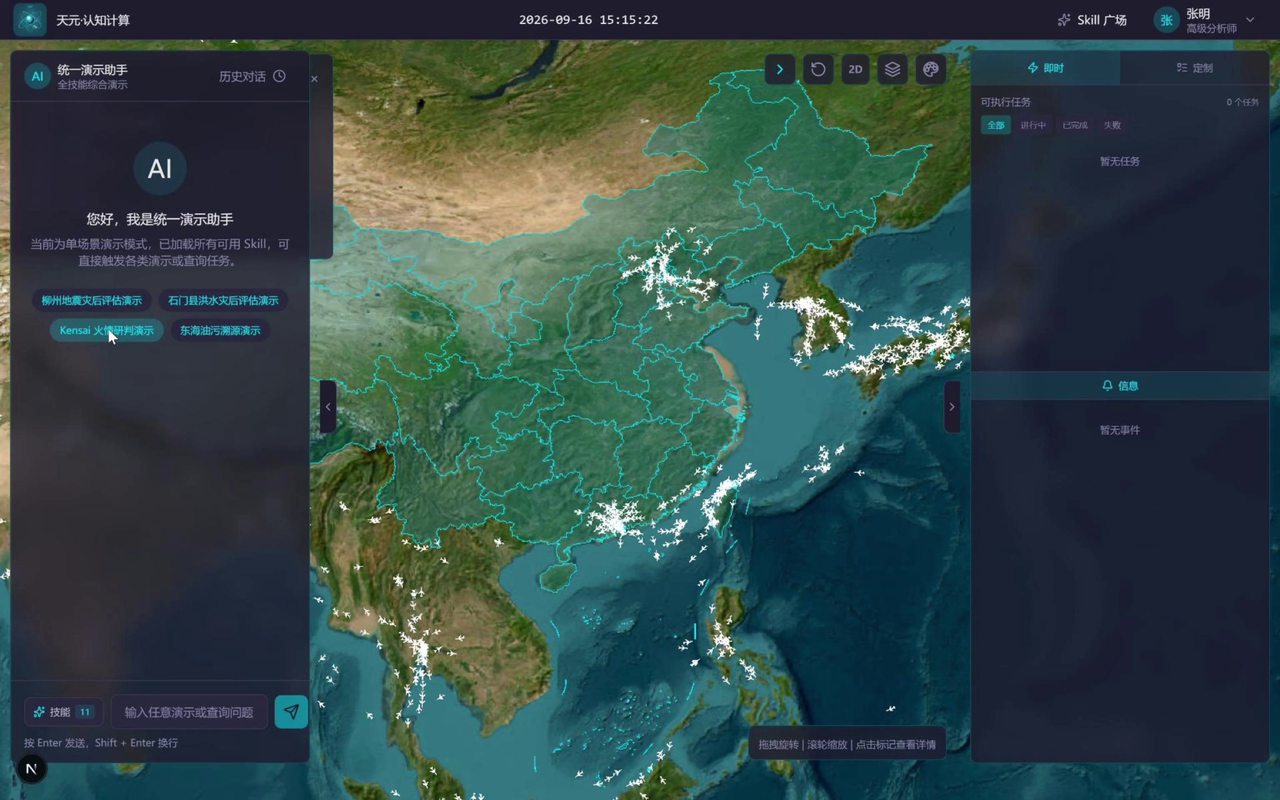 天元·认知计算
2026-09-16 15:15:22
Skill 广场
张
张明
高级分析师
AI
统一演示助手
全技能综合演示
历史对话
AI
您好，我是统一演示助手
当前为单场景演示模式，已加载所有可用 Skill，可
直接触发各类演示或查询任务。
柳州地震灾后评估演示
石门县洪水灾后评估演示
Kensai 火情研判演示
东海油污溯源演示
技能 11
输入任意演示或查询问题
按 Enter 发送，Shift + Enter 换行
N
2D
拖拽旋转 | 滚轮缩放 | 点击标记查看详情
即时
定制
可执行任务
0 个任务
全部
进行中
已完成
失败
暂无任务
信息
暂无事件